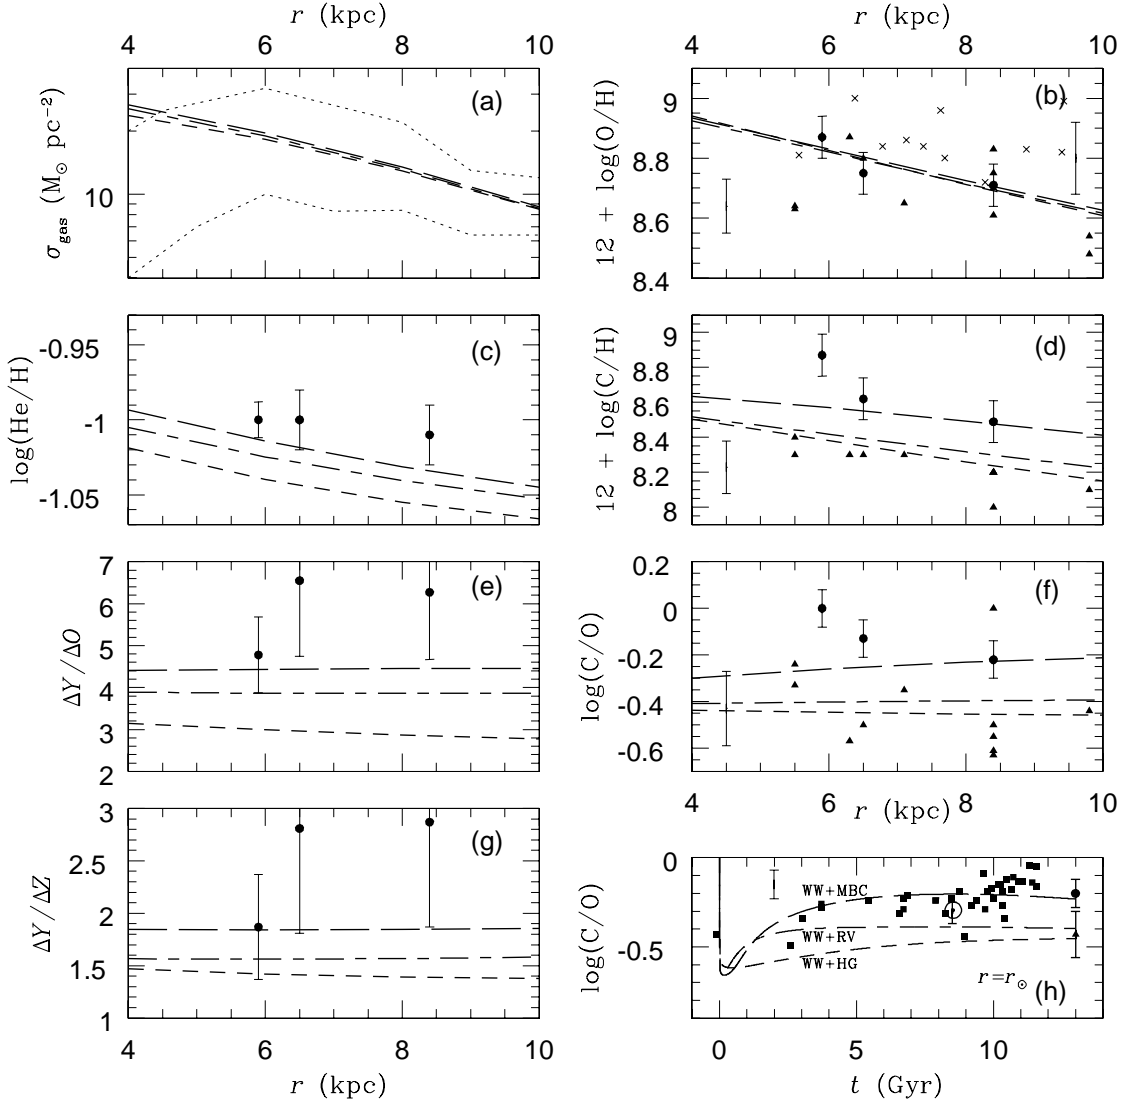 r (kpc)
4 6 8 10
r (kpc)
4 6 8 10
σgas (M⊙ pc−2)
10
(a)
12 + log(O/H)
9
8.8
8.6
8.4
(b)
log(He/H)
-0.95
-1
-1.05
(c)
12 + log(C/H)
9
8.8
8.6
8.4
8.2
8
(d)
ΔY/ΔO
7
6
5
4
3
2
(e)
log(C/O)
0.2
0
-0.2
-0.4
-0.6
(f)
4 6 8 10
r (kpc)
ΔY/ΔZ
3
2.5
2
1.5
1
(g)
4 6 8 10
r (kpc)
log(C/O)
0
-0.5
WW+MBC
WW+RV
WW+HG
r=r⊙
(h)
0 5 10
t (Gyr)